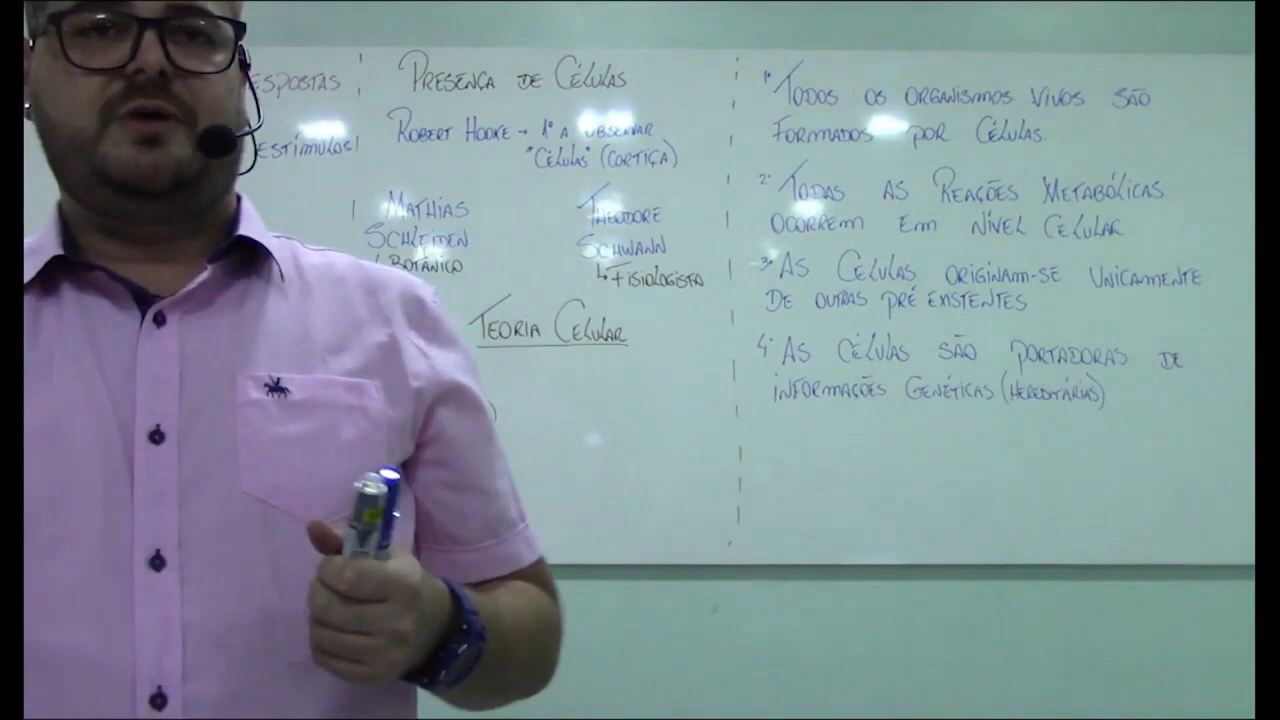 ESPOSTAS
ESTÍMULOS
PRESENÇA DE CÉLULAS
ROBERT HOOKE → 1º A OBSERVAR
"CÉLULAS" (CORTIÇA)
MATHIAS
SCHLEIDEN
BOTÂNICO
THEODORE
SCHWANN
↳ FISIOLOGISTA
TEORIA CELULAR
1º TODOS OS ORGANISMOS VIVOS SÃO
FORMADOS POR CÉLULAS.
2º TODAS AS REAÇÕES METABÓLICAS
OCORREM EM NÍVEL CELULAR
3º AS CELULAS ORIGINAM-SE UNICAMENTE
DE OUTRAS PRÉ EXISTENTES
4º AS CÉLULAS SÃO PORTADORAS DE
INFORMAÇÕES GENÉTICAS (HEREDITÁRIAS)